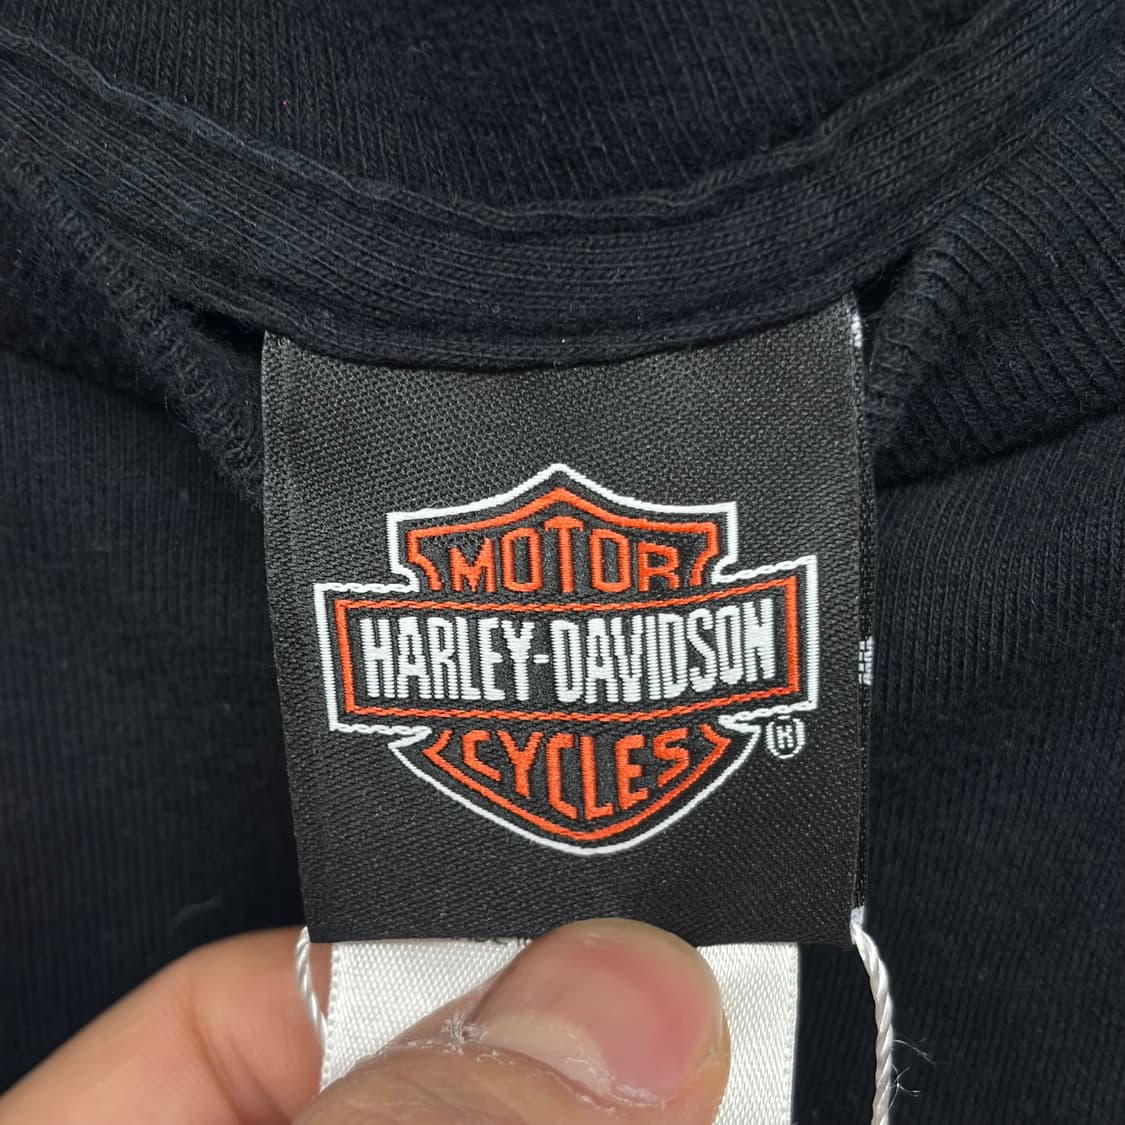 MOTOR
HARLEY-DAVIDSON
CYCLES
®